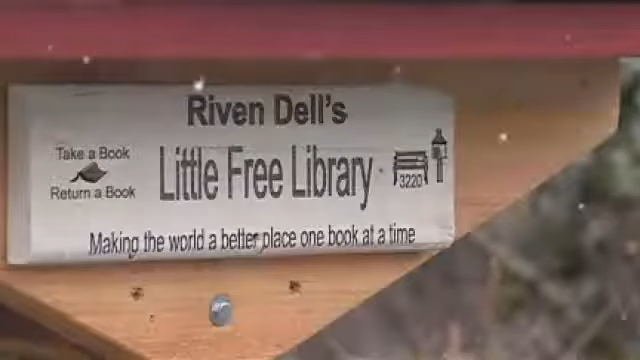 Riven Dell's
Take a Book
Return a Book
Little Free Library
3220
Making the world a better place one book at a time